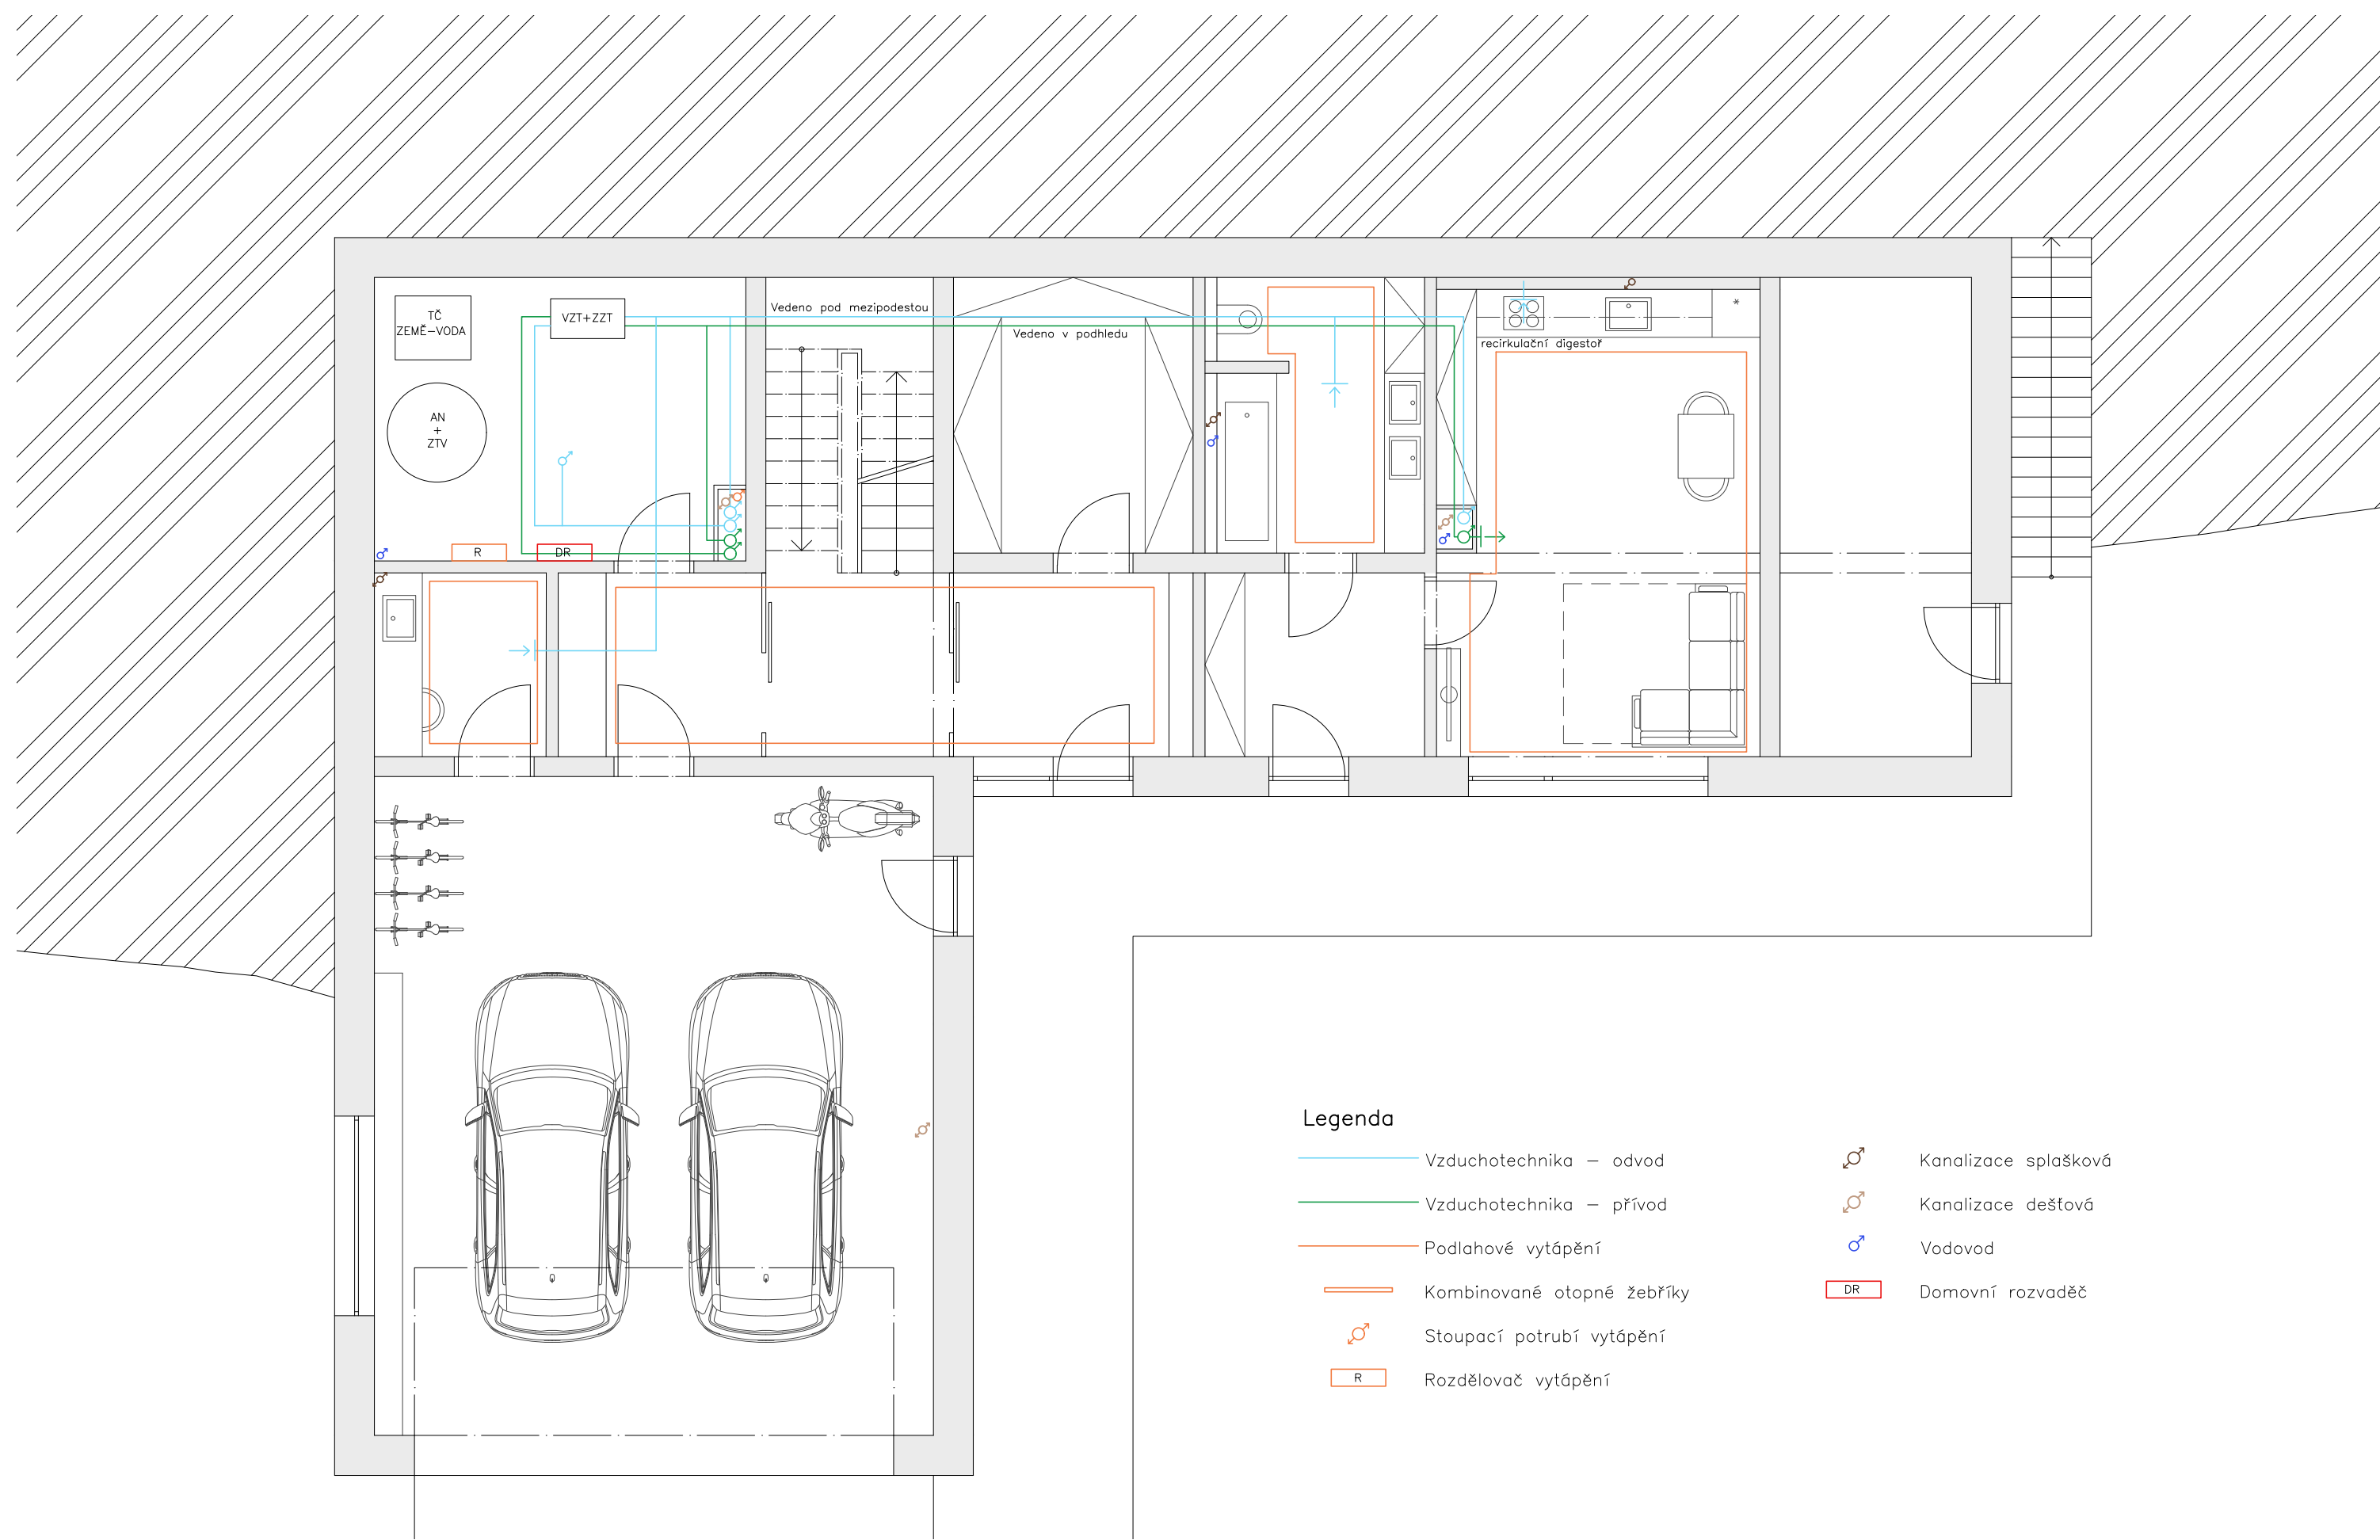 TČ
ZEMĚ-VODA
VZT+ZZT
Vedeno pod mezipodestou
Vedeno v podhledu
*
recirkulační digestoř
AN
+
ZTV
R
DR
Legenda
Vzduchotechnika – odvod
Vzduchotechnika – přívod
Podlahové vytápění
Kombinované otopné žebříky
Stoupací potrubí vytápění
R
Rozdělovač vytápění
Kanalizace splašková
Kanalizace dešťová
Vodovod
DR
Domovní rozvaděč